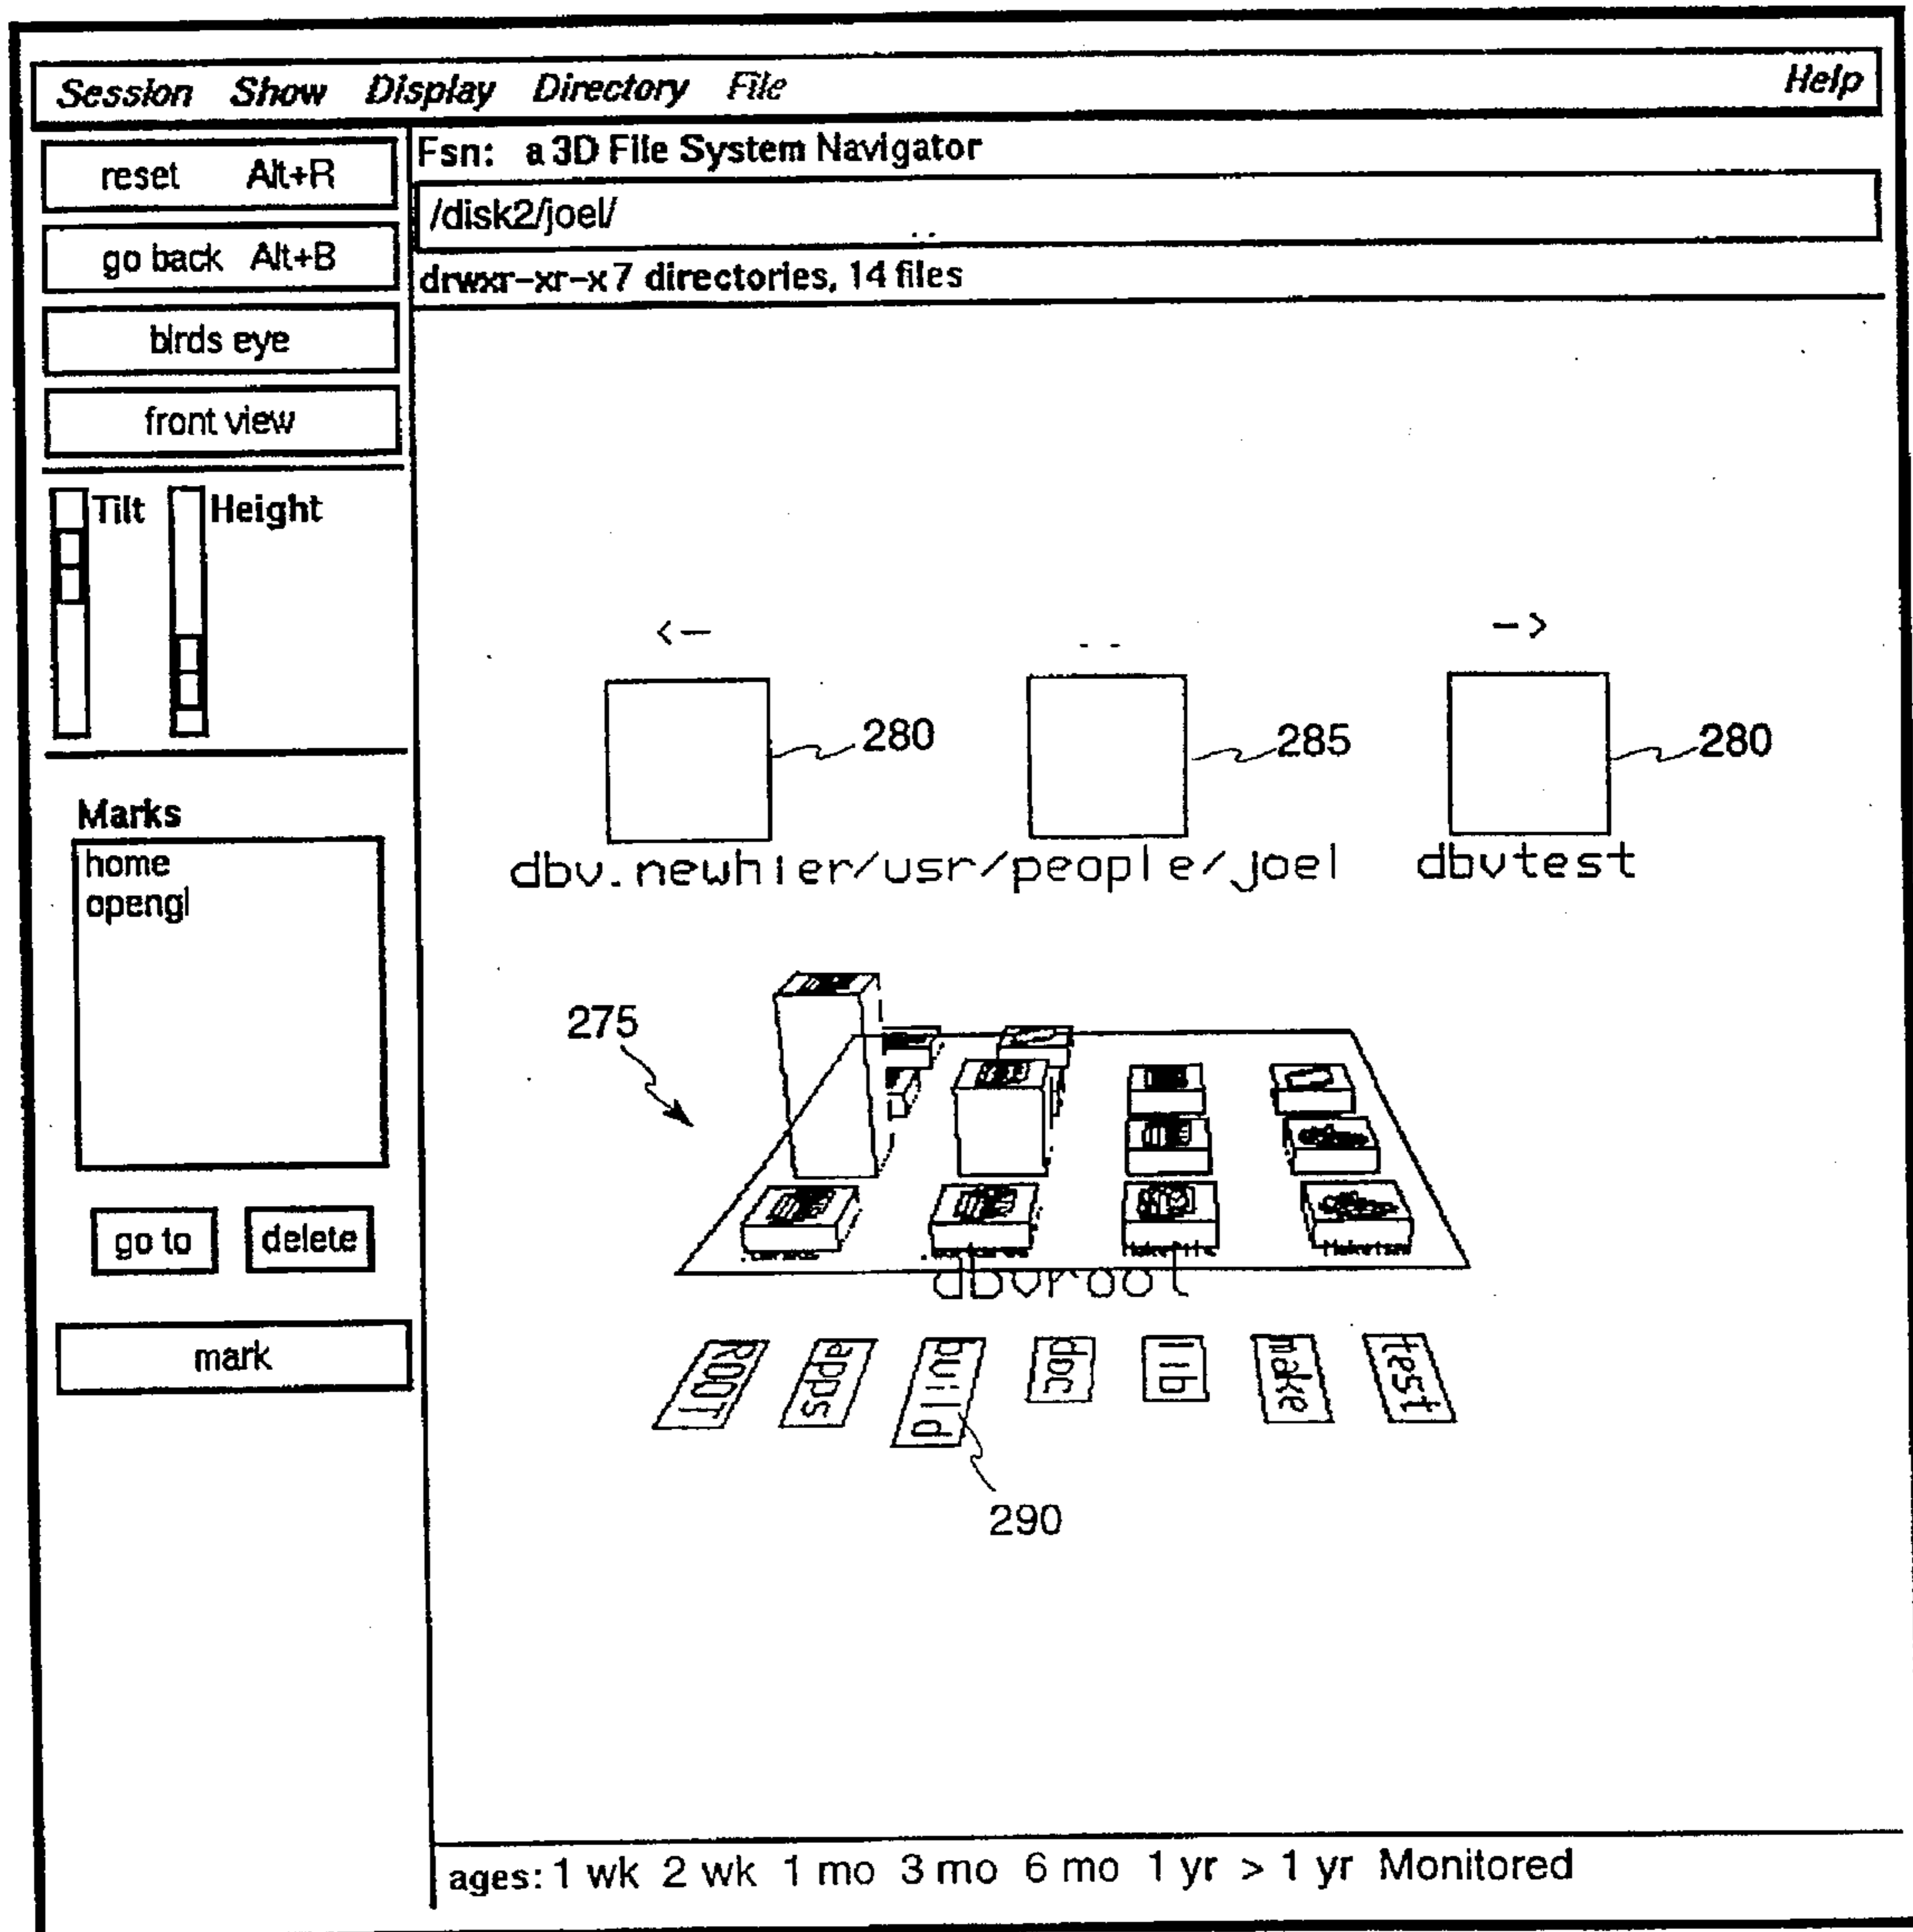 Session Show Display Directory File Help
reset Alt+R
go back Alt+B
birds eye
front view
Tilt Height
Marks
home
opengl
go to delete
mark
Fsn: a 3D File System Navigator
/disk2/joel/
drwxr-xr-x 7 directories, 14 files
<- .. ->
280 285 280
dbv.newhier/usr/people/joel dbvtest
275
dbvroot
ROOT apps build doc lib make test
290
ages: 1 wk 2 wk 1 mo 3 mo 6 mo 1 yr > 1 yr Monitored